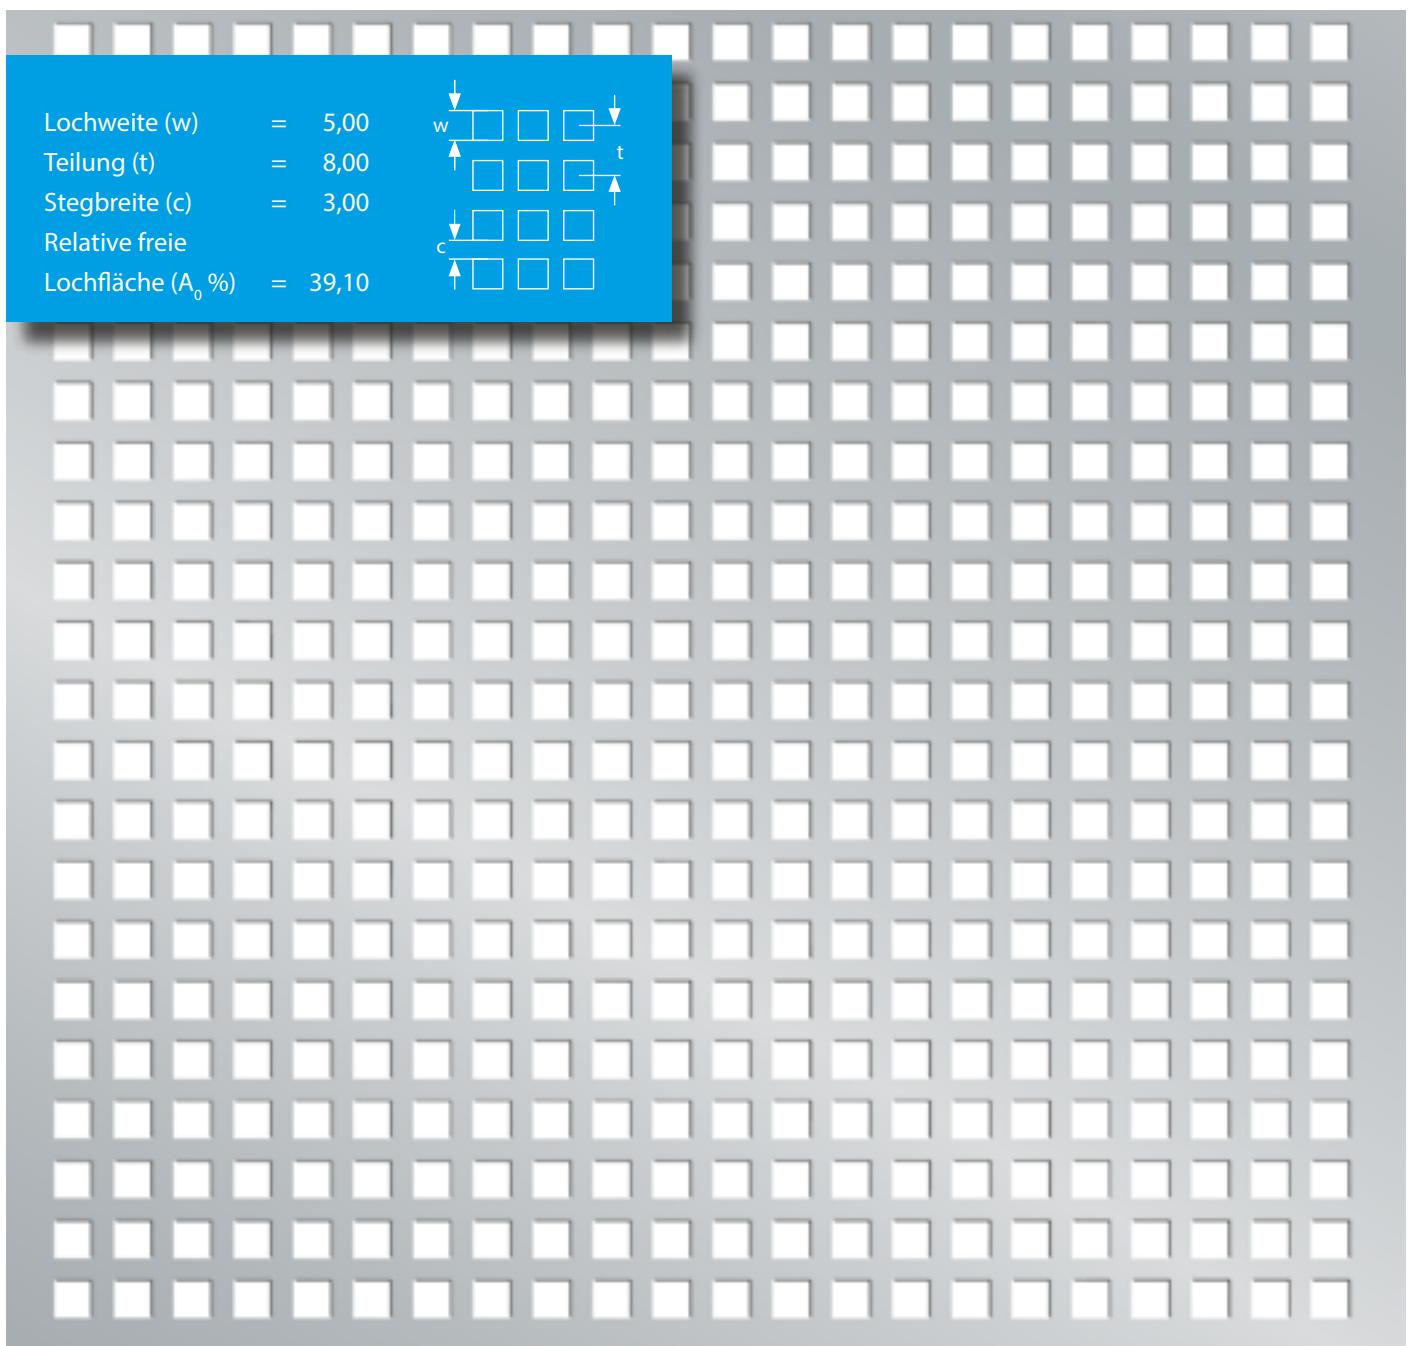 Lochweite (w) = 5,00
Teilung (t) = 8,00
Stegbreite (c) = 3,00
Relative freie
Lochfläche (A₀ %) = 39,10
w
t
c